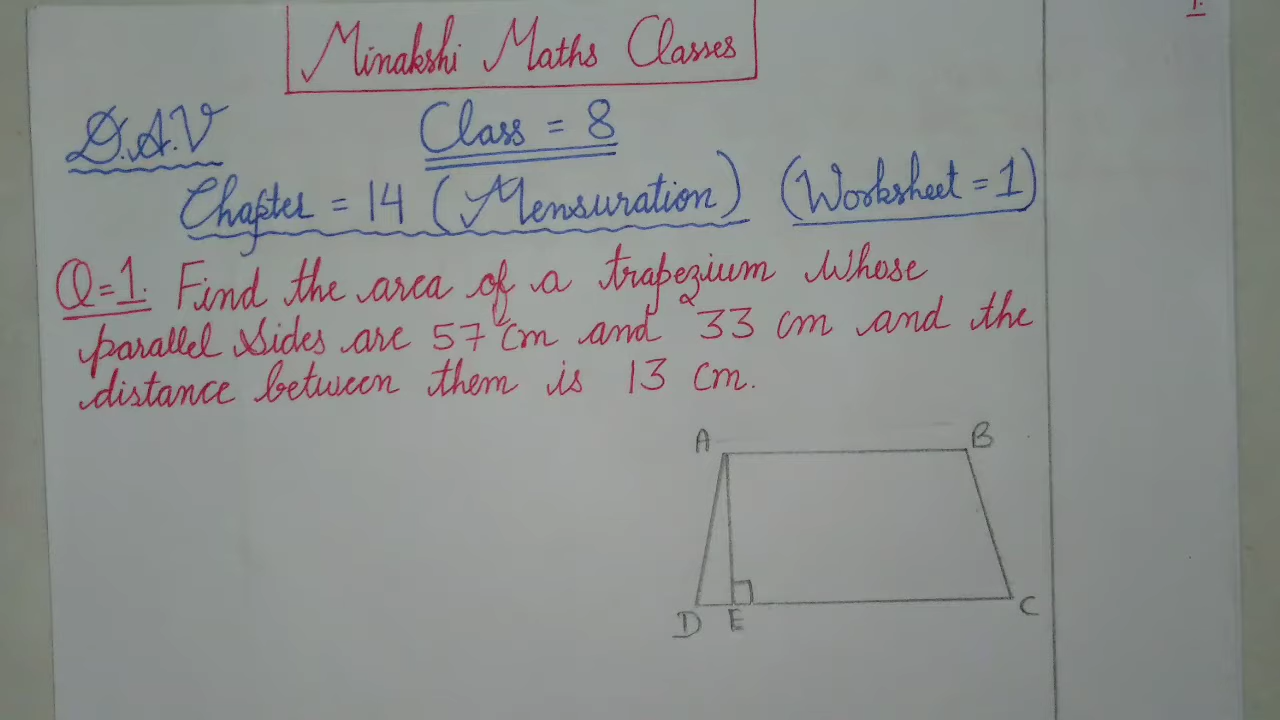 1.
Minakshi Maths Classes
D.A.V Class = 8
Chapter = 14 (Mensuration) (Worksheet = 1)
Q=1. Find the area of a trapezium whose
parallel sides are 57 cm and 33 cm and the
distance between them is 13 cm.
A B
D E C